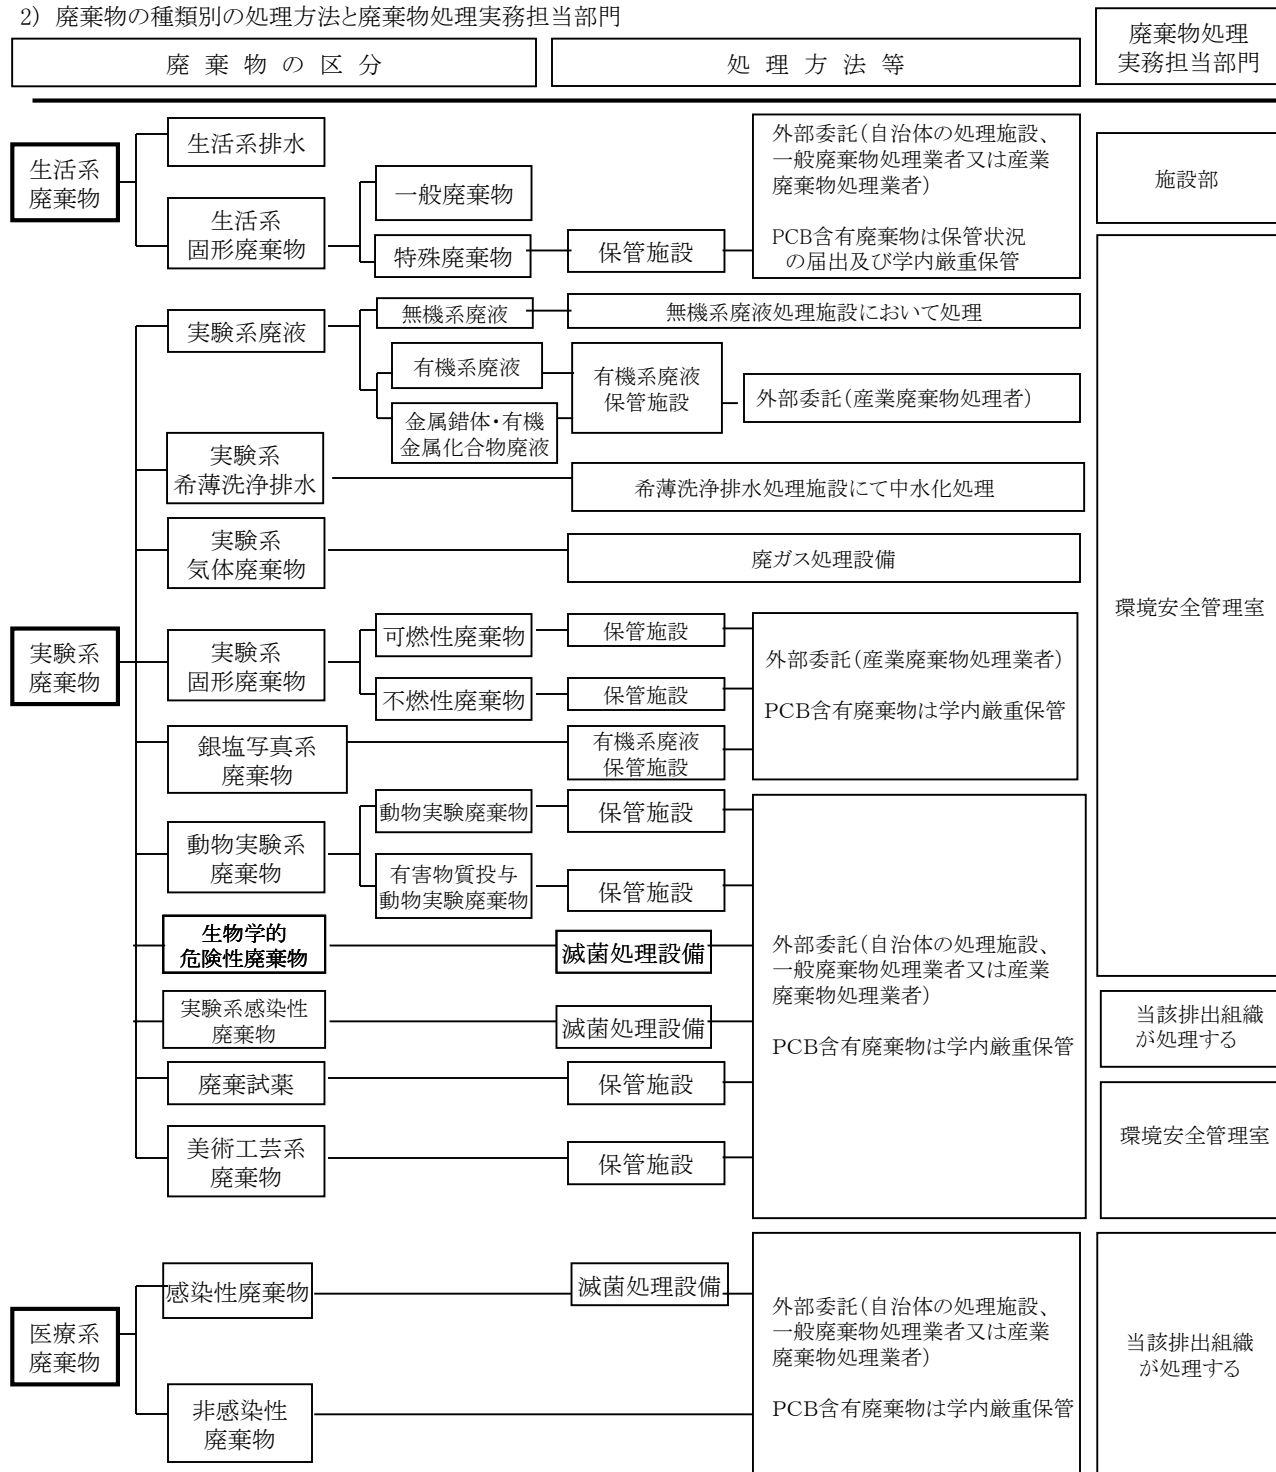 2) 廃棄物の種類別の処理方法と廃棄物処理実務担当部門
廃棄物の区分
処理方法等
廃棄物処理
実務担当部門
生活系
廃棄物
生活系排水
生活系
固形廃棄物
一般廃棄物
特殊廃棄物
保管施設
外部委託(自治体の処理施設、
一般廃棄物処理業者又は産業
廃棄物処理業者)
PCB含有廃棄物は保管状況
の届出及び学内厳重保管
施設部
実験系
廃棄物
実験系廃液
無機系廃液
無機系廃液処理施設において処理
有機系廃液
金属錯体・有機
金属化合物廃液
有機系廃液
保管施設
外部委託(産業廃棄物処理者)
実験系
希薄洗浄排水
希薄洗浄排水処理施設にて中水化処理
実験系
気体廃棄物
廃ガス処理設備
環境安全管理室
実験系
固形廃棄物
可燃性廃棄物
保管施設
不燃性廃棄物
保管施設
外部委託(産業廃棄物処理業者)
PCB含有廃棄物は学内厳重保管
銀塩写真系
廃棄物
有機系廃液
保管施設
動物実験系
廃棄物
動物実験廃棄物
保管施設
有害物質投与
動物実験廃棄物
保管施設
生物学的
危険性廃棄物
滅菌処理設備
外部委託(自治体の処理施設、
一般廃棄物処理業者又は産業
廃棄物処理業者)
PCB含有廃棄物は学内厳重保管
実験系感染性
廃棄物
滅菌処理設備
当該排出組織
が処理する
廃棄試薬
保管施設
美術工芸系
廃棄物
保管施設
環境安全管理室
医療系
廃棄物
感染性廃棄物
滅菌処理設備
非感染性
廃棄物
外部委託(自治体の処理施設、
一般廃棄物処理業者又は産業
廃棄物処理業者)
PCB含有廃棄物は学内厳重保管
当該排出組織
が処理する